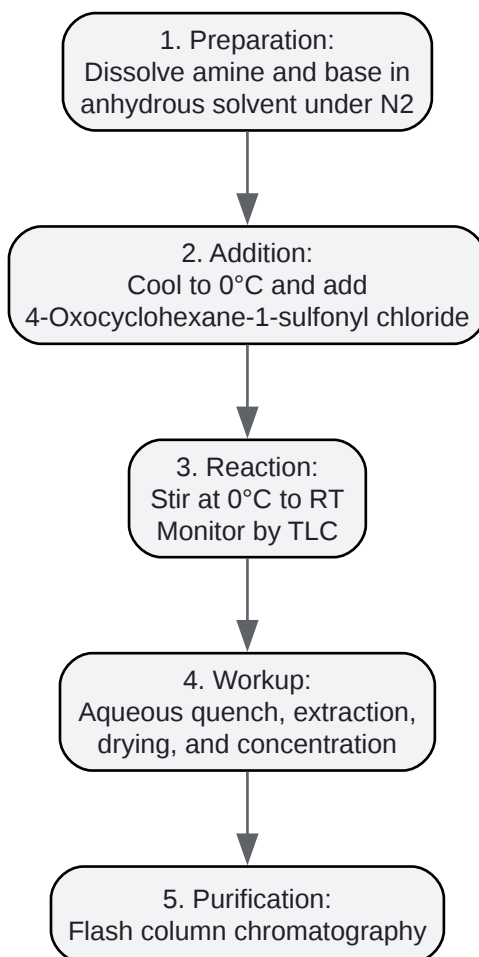 1. Preparation:
Dissolve amine and base in
anhydrous solvent under N2
2. Addition:
Cool to 0°C and add
4-Oxocyclohexane-1-sulfonyl chloride
3. Reaction:
Stir at 0°C to RT
Monitor by TLC
4. Workup:
Aqueous quench, extraction,
drying, and concentration
5. Purification:
Flash column chromatography